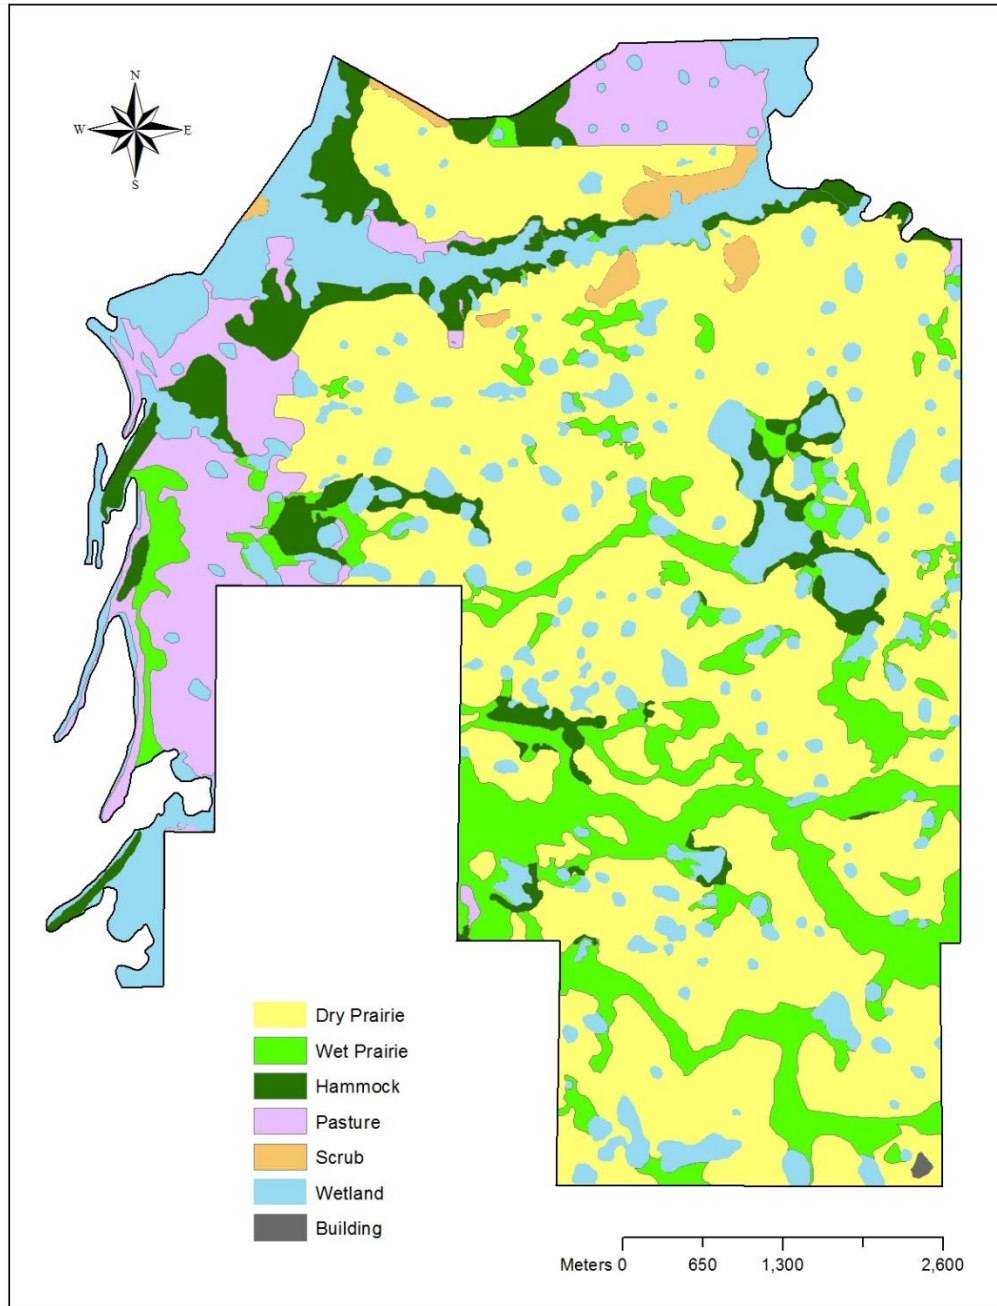 N
W E
S
Dry Prairie
Wet Prairie
Hammock
Pasture
Scrub
Wetland
Building
Meters 0 650 1,300 2,600